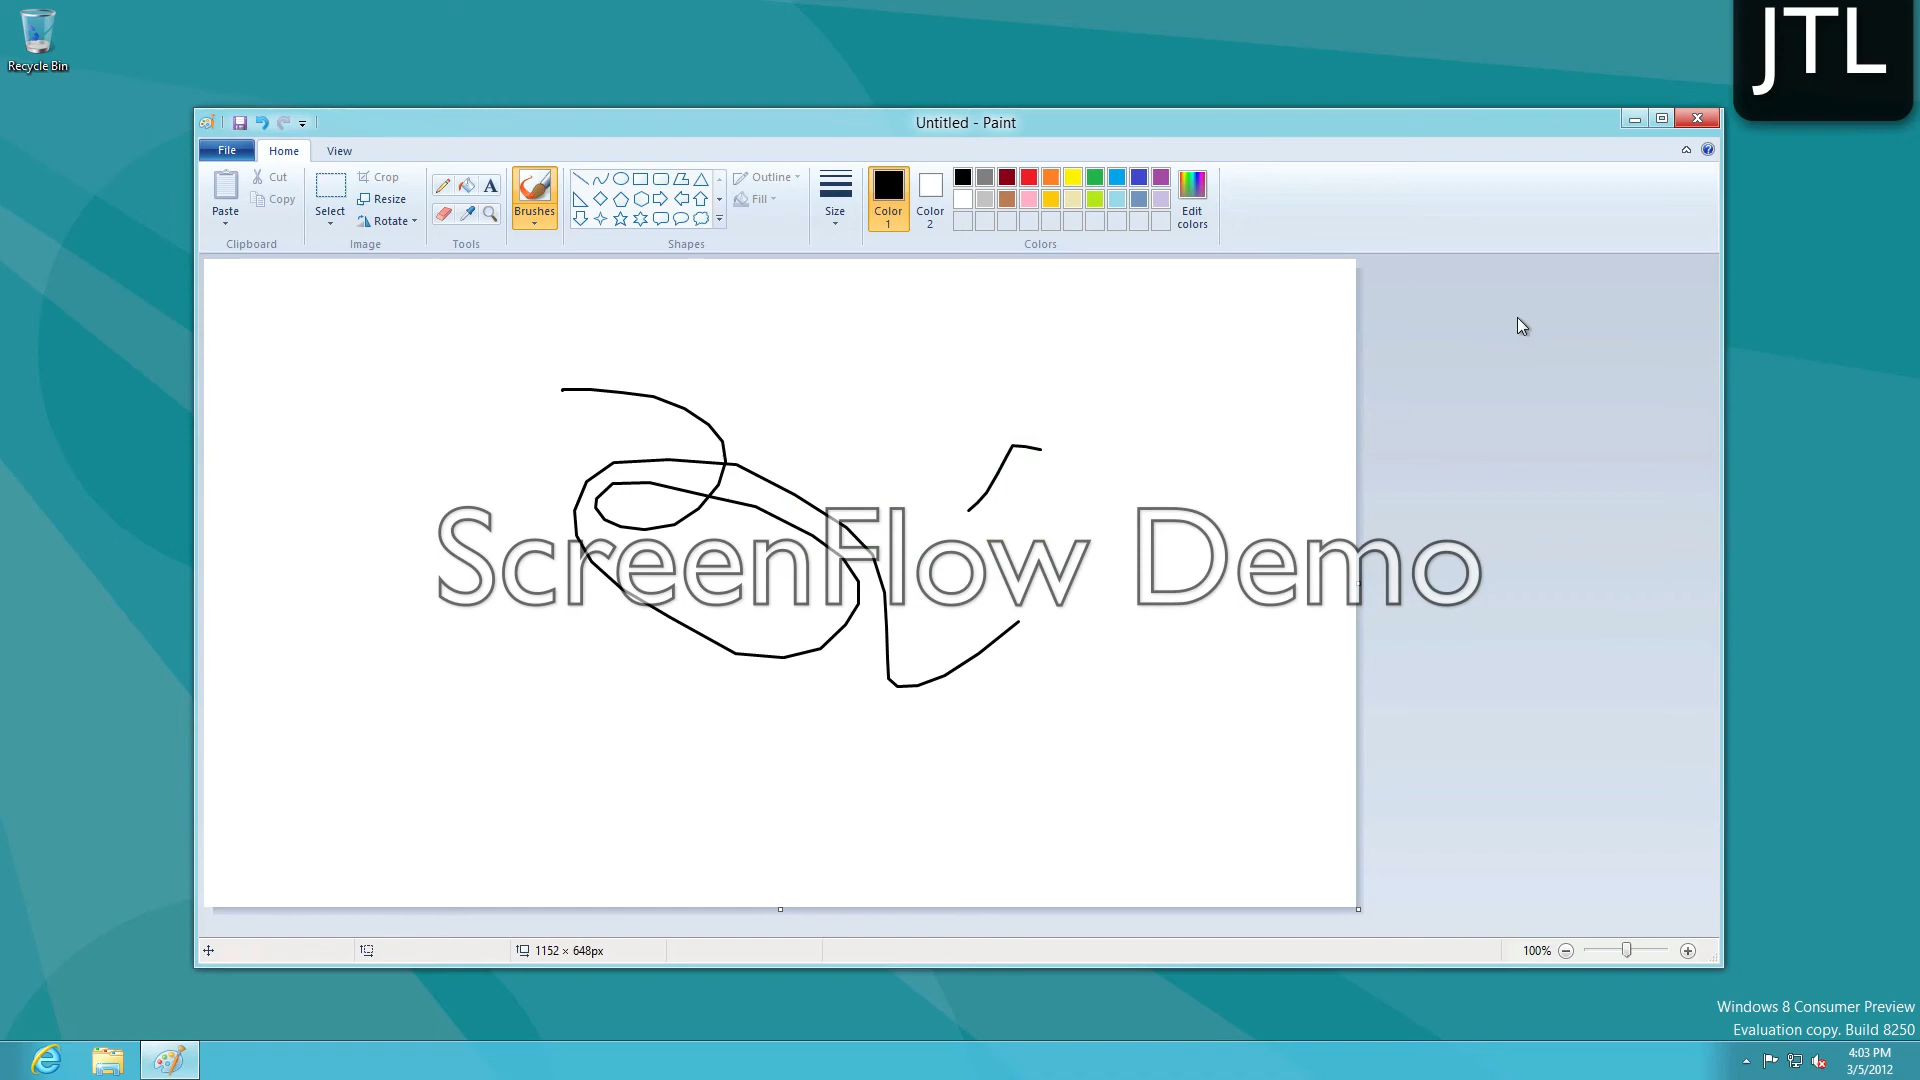 Recycle Bin
JTL
Untitled - Paint
File
Home
View
Paste
Cut
Copy
Clipboard
Select
Crop
Resize
Rotate
Image
A
Tools
Brushes
Outline
Fill
Shapes
Size
Color
1
Color
2
Edit
colors
Colors
ScreenFlow Demo
1152 × 648px
100%
Windows 8 Consumer Preview
Evaluation copy. Build 8250
4:03 PM
3/5/2012